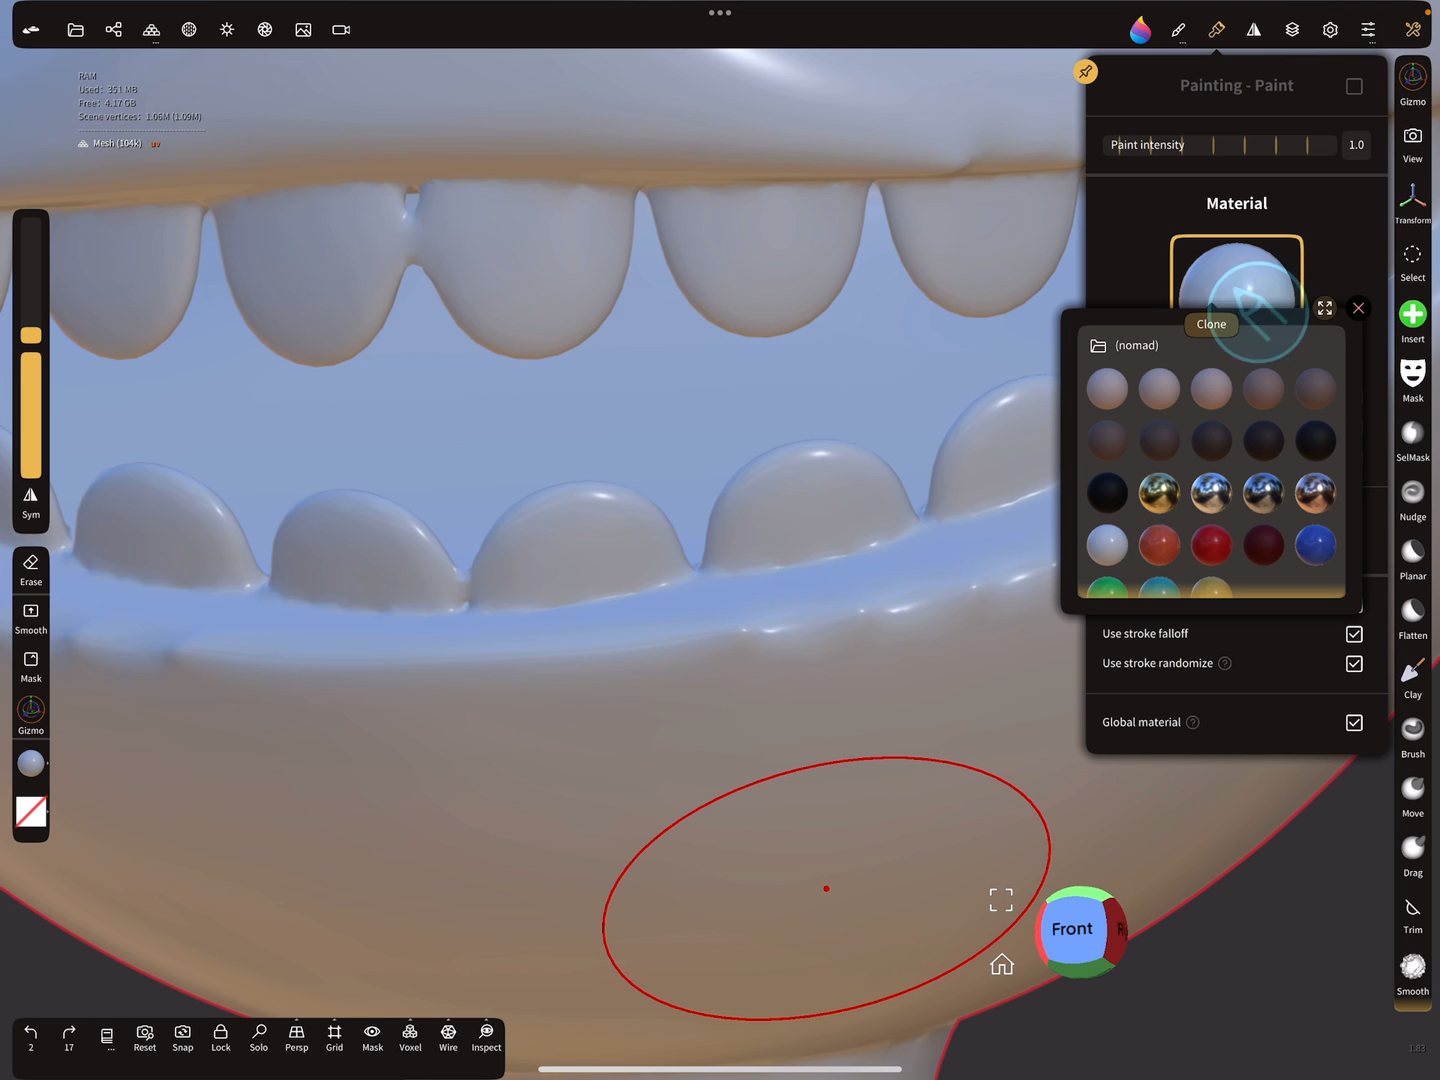 RAM
Used: 351 MB
Free: 4.17 GB
Scene vertices: 1.06M (1.09M)
Mesh (104k) uv
Sym
Erase
Smooth
Mask
Gizmo
Painting - Paint
Paint intensity 1.0
Material
Clone
(nomad)
Use stroke falloff
Use stroke randomize ?
Global material ?
Gizmo
View
Transform
Select
Insert
Mask
SelMask
Nudge
Planar
Flatten
Clay
Brush
Move
Drag
Trim
Smooth
Front
R
2 17 ... Reset Snap Lock Solo Persp Grid Mask Voxel Wire Inspect
1.83